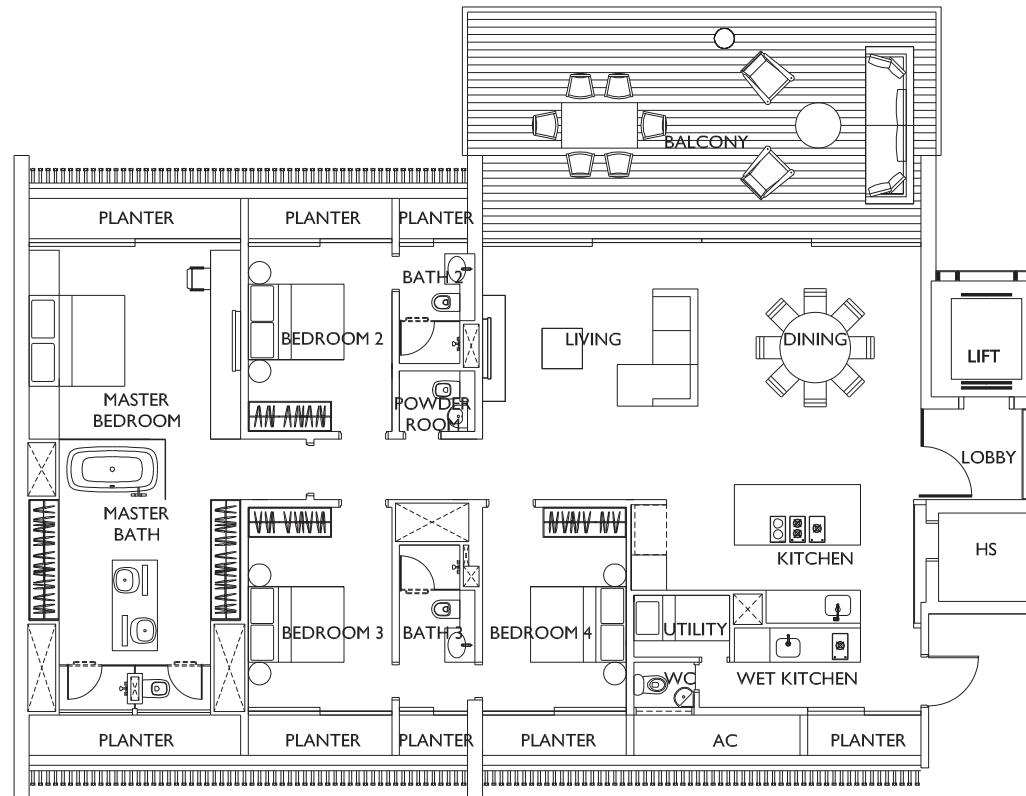 BALCONY
PLANTER
PLANTER
PLANTER
BATH 2
BEDROOM 2
LIVING
DINING
LIFT
MASTER
BEDROOM
POWDER
ROOM
LOBBY
MASTER
BATH
KITCHEN
HS
BEDROOM 3
BATH 3
BEDROOM 4
UTILITY
WC
WET KITCHEN
PLANTER
PLANTER
PLANTER
PLANTER
AC
PLANTER